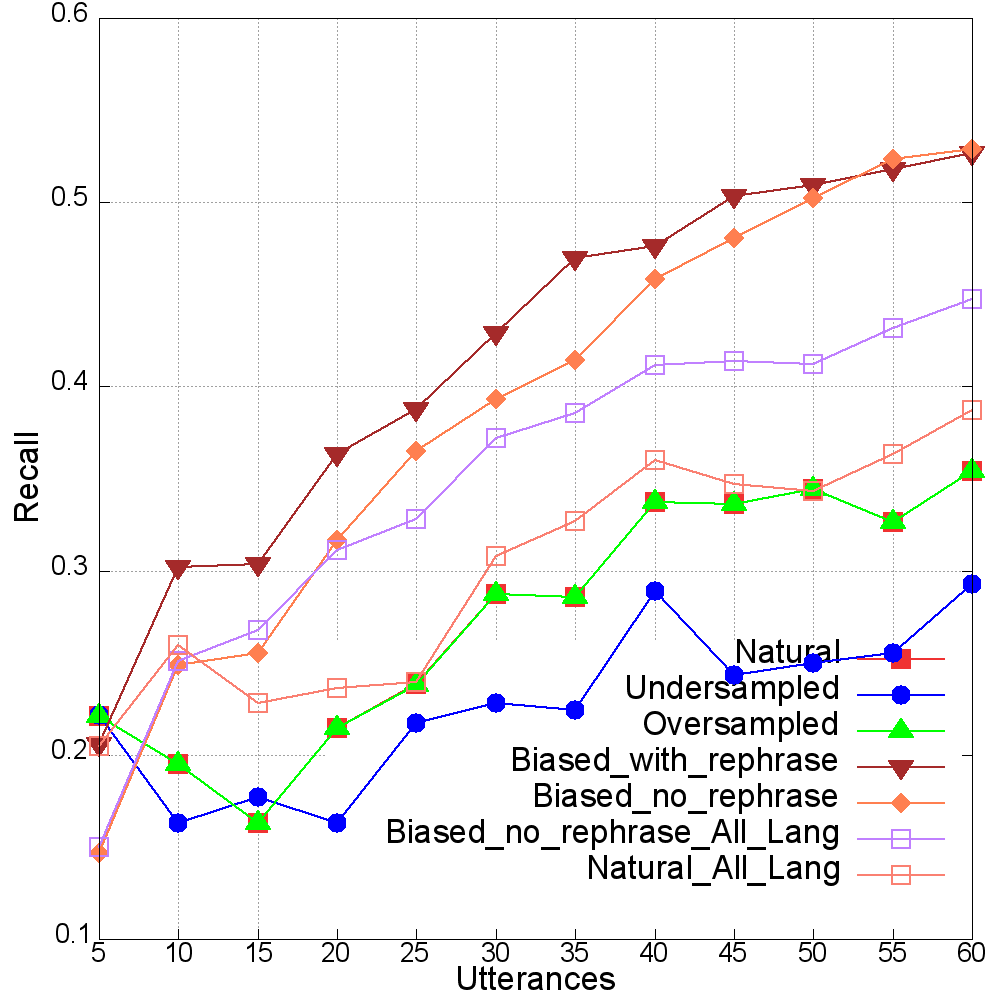 0.6
0.5
0.4
0.3
0.2
0.1
Recall
Natural
Undersampled
Oversampled
Biased_with_rephrase
Biased_no_rephrase
Biased_no_rephrase_All_Lang
Natural_All_Lang
5 10 15 20 25 30 35 40 45 50 55 60
Utterances